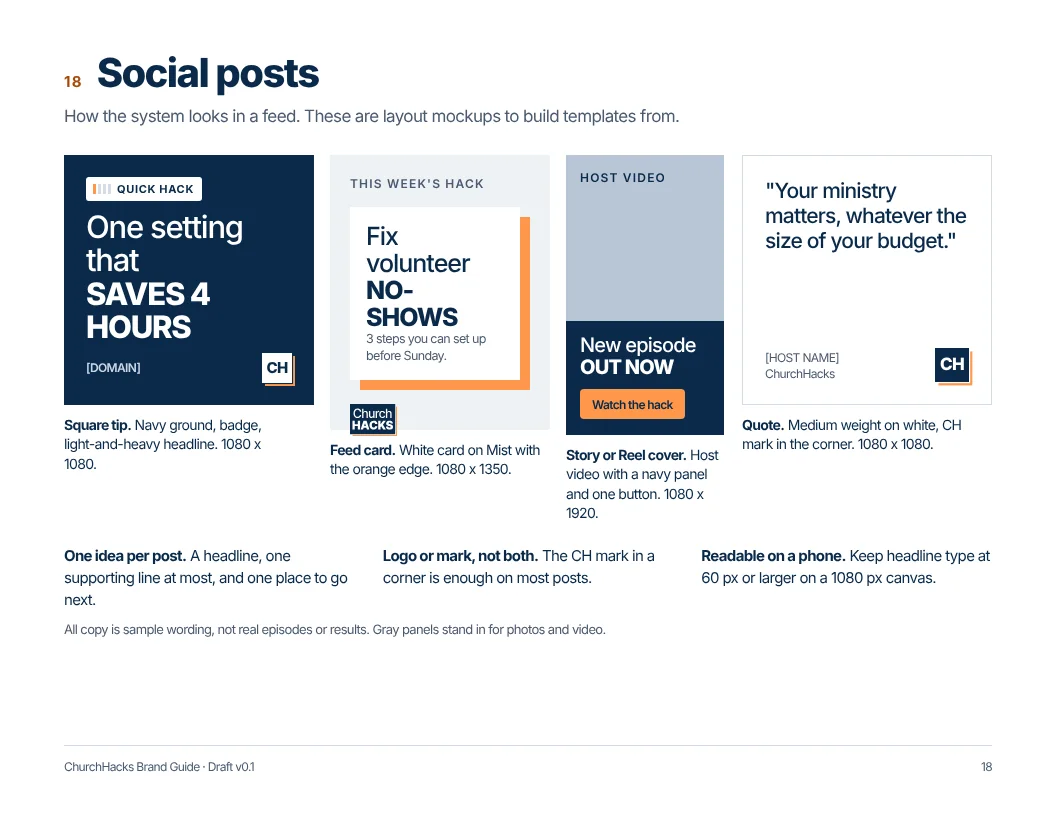 18 Social posts
How the system looks in a feed. These are layout mockups to build templates from.
QUICK HACK
One setting
that
SAVES 4
HOURS
[DOMAIN]
CH
Square tip. Navy ground, badge,
light-and-heavy headline. 1080 x
1080.
THIS WEEK'S HACK
Fix
volunteer
NO-
SHOWS
3 steps you can set up
before Sunday.
Church
HACKS
Feed card. White card on Mist with
the orange edge. 1080 x 1350.
HOST VIDEO
New episode
OUT NOW
Watch the hack
Story or Reel cover. Host
video with a navy panel
and one button. 1080 x
1920.
"Your ministry
matters, whatever the
size of your budget."
[HOST NAME]
ChurchHacks
CH
Quote. Medium weight on white, CH
mark in the corner. 1080 x 1080.
One idea per post. A headline, one
supporting line at most, and one place to go
next.
Logo or mark, not both. The CH mark in a
corner is enough on most posts.
Readable on a phone. Keep headline type at
60 px or larger on a 1080 px canvas.
All copy is sample wording, not real episodes or results. Gray panels stand in for photos and video.
ChurchHacks Brand Guide · Draft v0.1
18